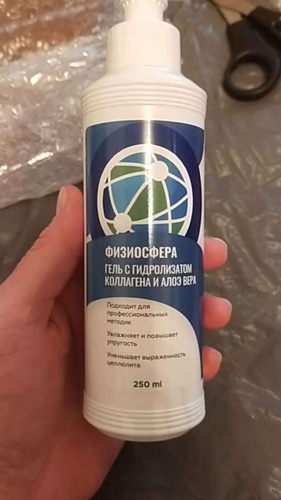 ФИЗИОСФЕРА
ГЕЛЬ С ГИДРОЛИЗАТОМ
КОЛЛАГЕНА И АЛОЭ ВЕРА
Подходит для
профессиональных
методик
Увлажняет и повышает
упругость
Уменьшает выраженность
целлюлита
250 ml